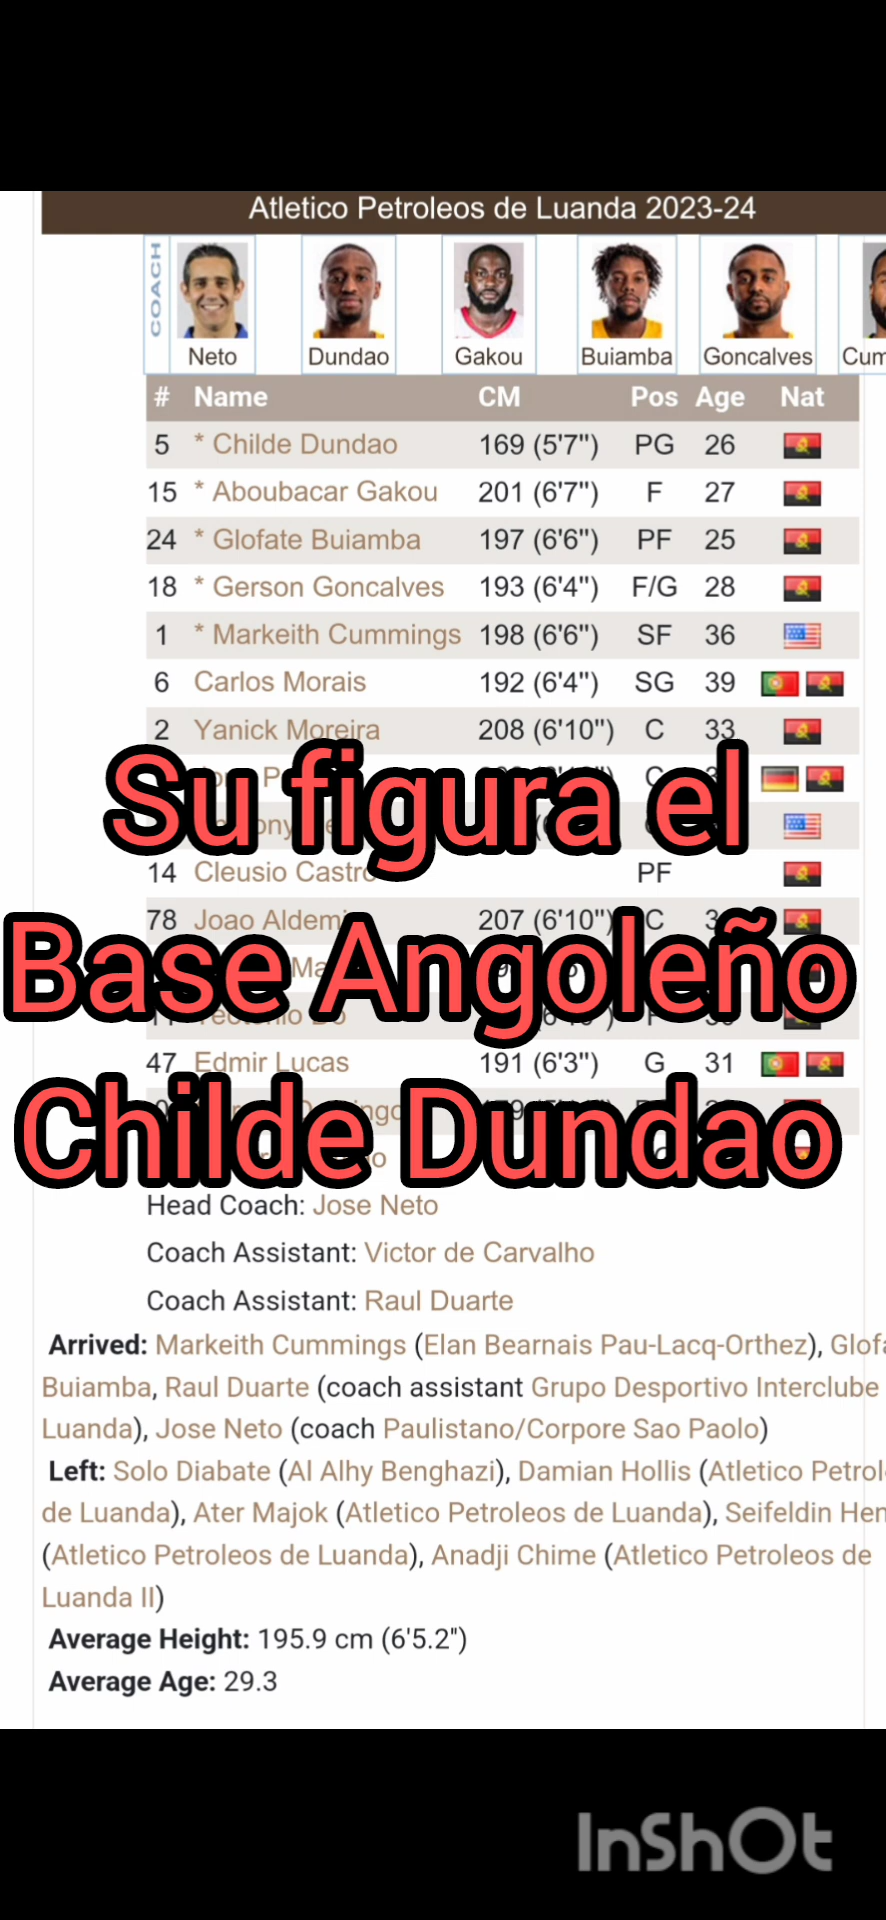 Atletico Petroleos de Luanda 2023-24
COACH
Neto Dundao Gakou Buiamba Goncalves Cum
# Name CM Pos Age Nat
5 * Childe Dundao 169 (5'7") PG 26
15 * Aboubacar Gakou 201 (6'7") F 27
24 * Glofate Buiamba 197 (6'6") PF 25
18 * Gerson Goncalves 193 (6'4") F/G 28
1 * Markeith Cummings 198 (6'6") SF 36
6 Carlos Morais 192 (6'4") SG 39
2 Yanick Moreira 208 (6'10") C 33
Su figura el
14 Cleusio Castro PF
78 Joao Aldemi 207 (6'10") C
Base Angoleño
47 Edmir Lucas 191 (6'3") G 31
Childe Dundao
Head Coach: Jose Neto
Coach Assistant: Victor de Carvalho
Coach Assistant: Raul Duarte
Arrived: Markeith Cummings (Elan Bearnais Pau-Lacq-Orthez), Glofa
Buiamba, Raul Duarte (coach assistant Grupo Desportivo Interclube
Luanda), Jose Neto (coach Paulistano/Corpore Sao Paolo)
Left: Solo Diabate (Al Alhy Benghazi), Damian Hollis (Atletico Petrol
de Luanda), Ater Majok (Atletico Petroleos de Luanda), Seifeldin Hen
(Atletico Petroleos de Luanda), Anadji Chime (Atletico Petroleos de
Luanda II)
Average Height: 195.9 cm (6'5.2")
Average Age: 29.3
InShOt